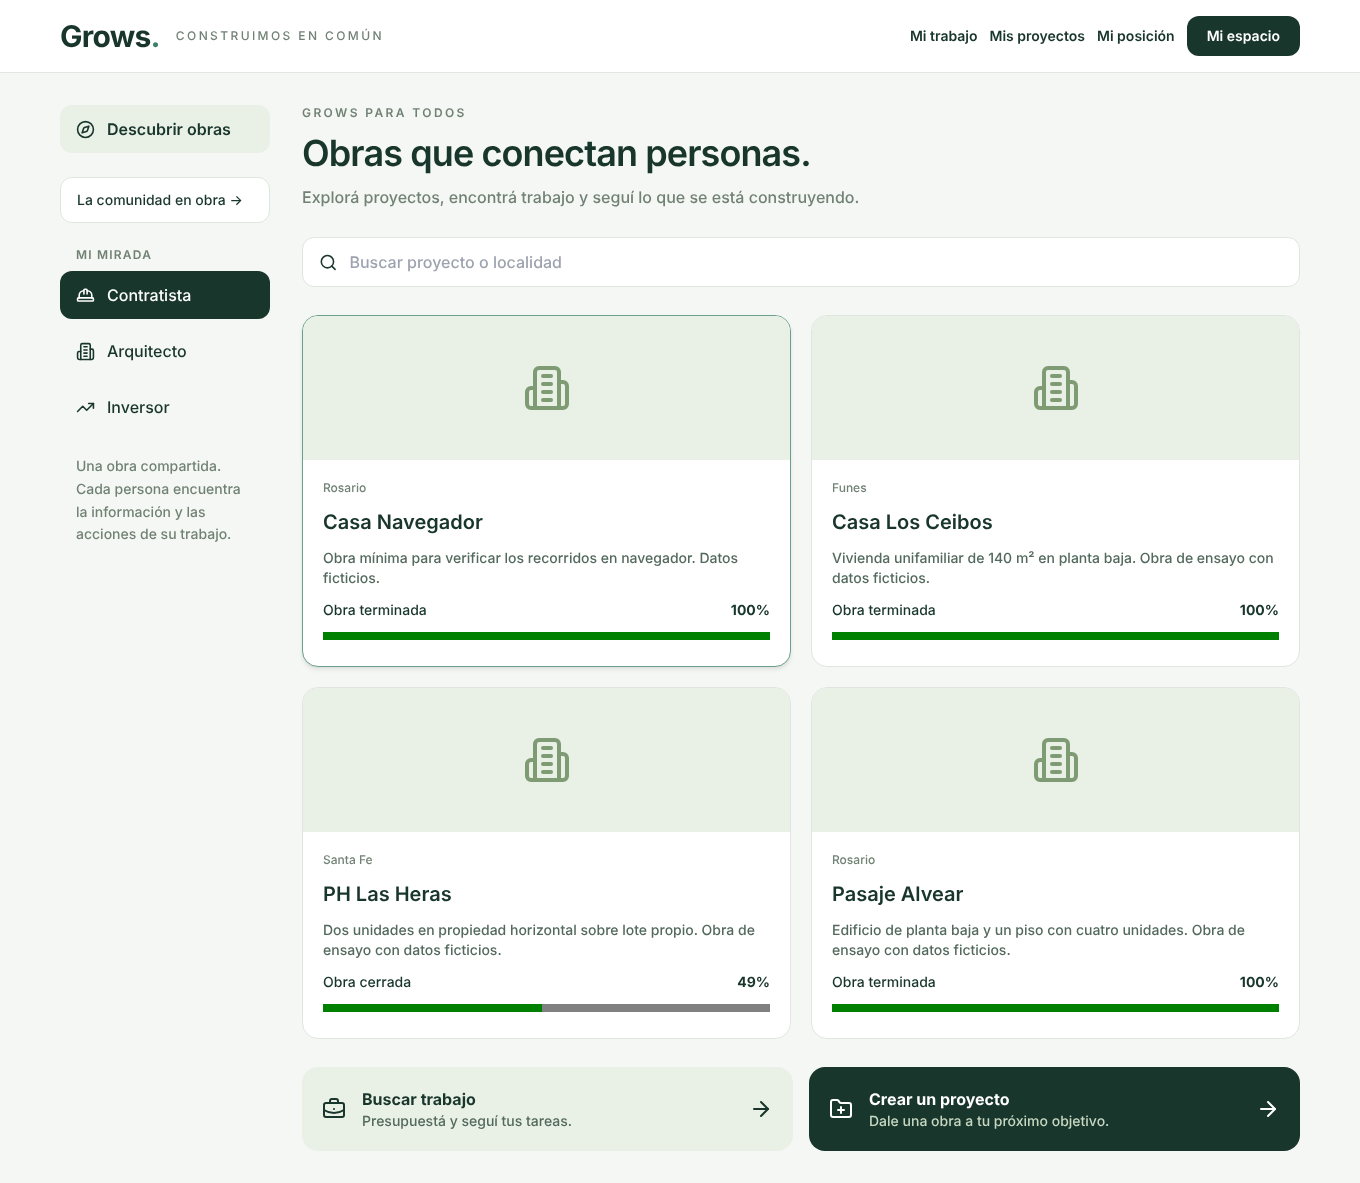 Grows.
CONSTRUIMOS EN COMÚN
Mi trabajo
Mis proyectos
Mi posición
Mi espacio
Descubrir obras
La comunidad en obra →
MI MIRADA
Contratista
Arquitecto
Inversor
Una obra compartida.
Cada persona encuentra
la información y las
acciones de su trabajo.
GROWS PARA TODOS
Obras que conectan personas.
Explorá proyectos, encontrá trabajo y seguí lo que se está construyendo.
Buscar proyecto o localidad
Rosario
Casa Navegador
Obra mínima para verificar los recorridos en navegador. Datos
ficticios.
Obra terminada 100%
Funes
Casa Los Ceibos
Vivienda unifamiliar de 140 m² en planta baja. Obra de ensayo con
datos ficticios.
Obra terminada 100%
Santa Fe
PH Las Heras
Dos unidades en propiedad horizontal sobre lote propio. Obra de
ensayo con datos ficticios.
Obra cerrada 49%
Rosario
Pasaje Alvear
Edificio de planta baja y un piso con cuatro unidades. Obra de
ensayo con datos ficticios.
Obra terminada 100%
Buscar trabajo
Presupuestá y seguí tus tareas.
Crear un proyecto
Dale una obra a tu próximo objetivo.